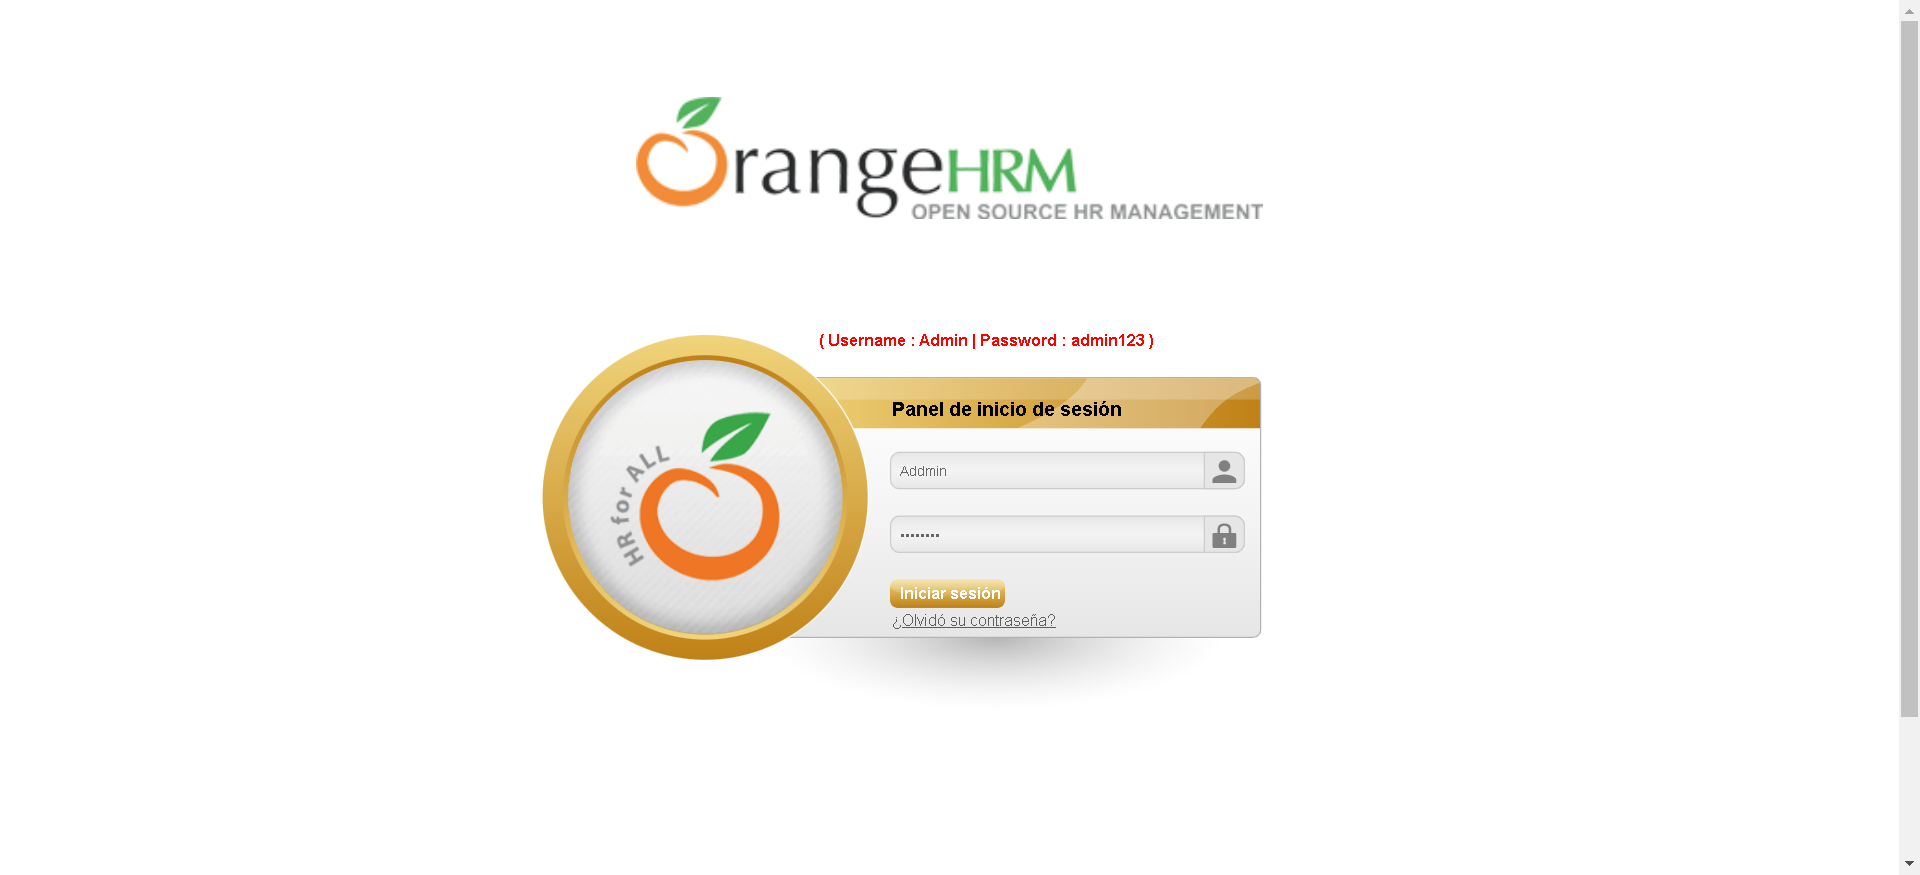 OrangeHRM
OPEN SOURCE HR MANAGEMENT
( Username : Admin | Password : admin123 )
HR for ALL
Panel de inicio de sesión
Addmin
••••••••
Iniciar sesión
¿Olvidó su contraseña?